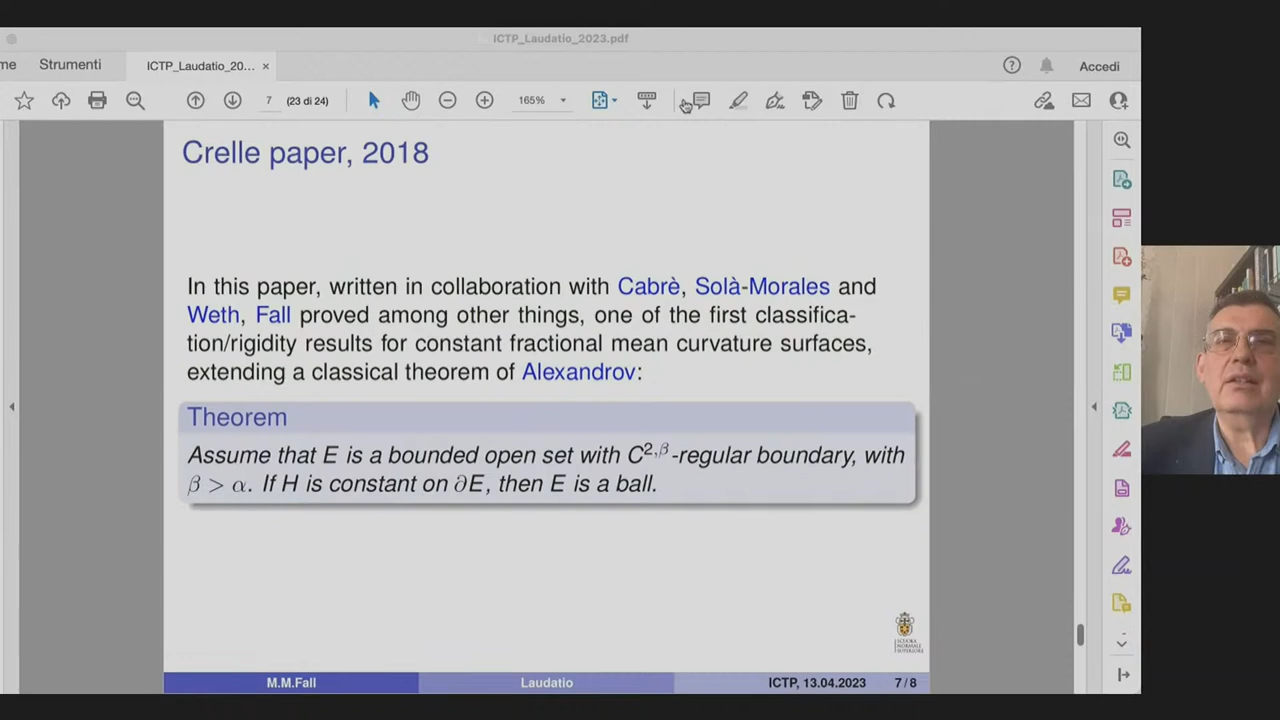 ICTP_Laudatio_2023.pdf
me
Strumenti
ICTP_Laudatio_20... ×
Accedi
7
(23 di 24)
165%
Crelle paper, 2018
In this paper, written in collaboration with Cabrè, Solà-Morales and
Weth, Fall proved among other things, one of the first classifica-
tion/rigidity results for constant fractional mean curvature surfaces,
extending a classical theorem of Alexandrov:
Theorem
Assume that E is a bounded open set with C^{2,β}-regular boundary, with
β > α. If H is constant on ∂E, then E is a ball.
SCUOLA
NORMALE
SUPERIORE
M.M.Fall
Laudatio
ICTP, 13.04.2023
7 / 8